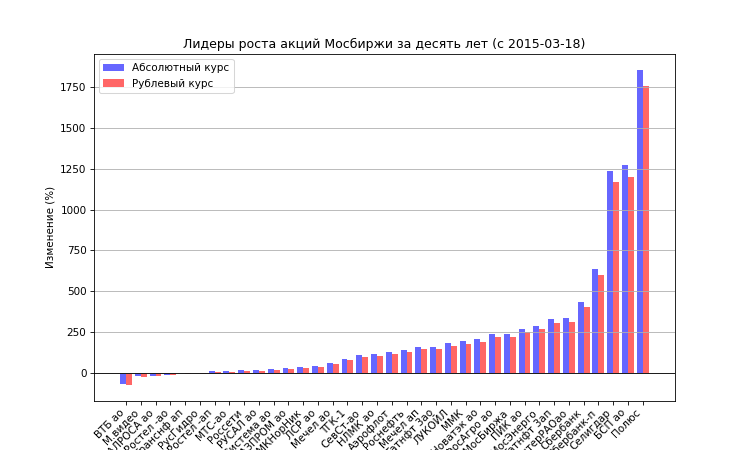 Лидеры роста акций Мосбиржи за десять лет (с 2015-03-18)
Абсолютный курс
Рублевый курс
Изменение (%)
1750
1500
1250
1000
750
500
250
0
ВТБ ао
М.видео
АЛРОСА ао
Ростел -ао
РусГидро
Ростел -ап
МТС-ао
Россети
РУСАЛ ао
ЛСР ао
Мечел ао
ТГК-1
СевСт-ао
НЛМК ао
Аэрофлот
Роснефть
Мечел ап
ЛУКОЙЛ
ММК
МосБиржа
ПИК ао
Сбербанк
Селигдар
БСП ао
Полюс